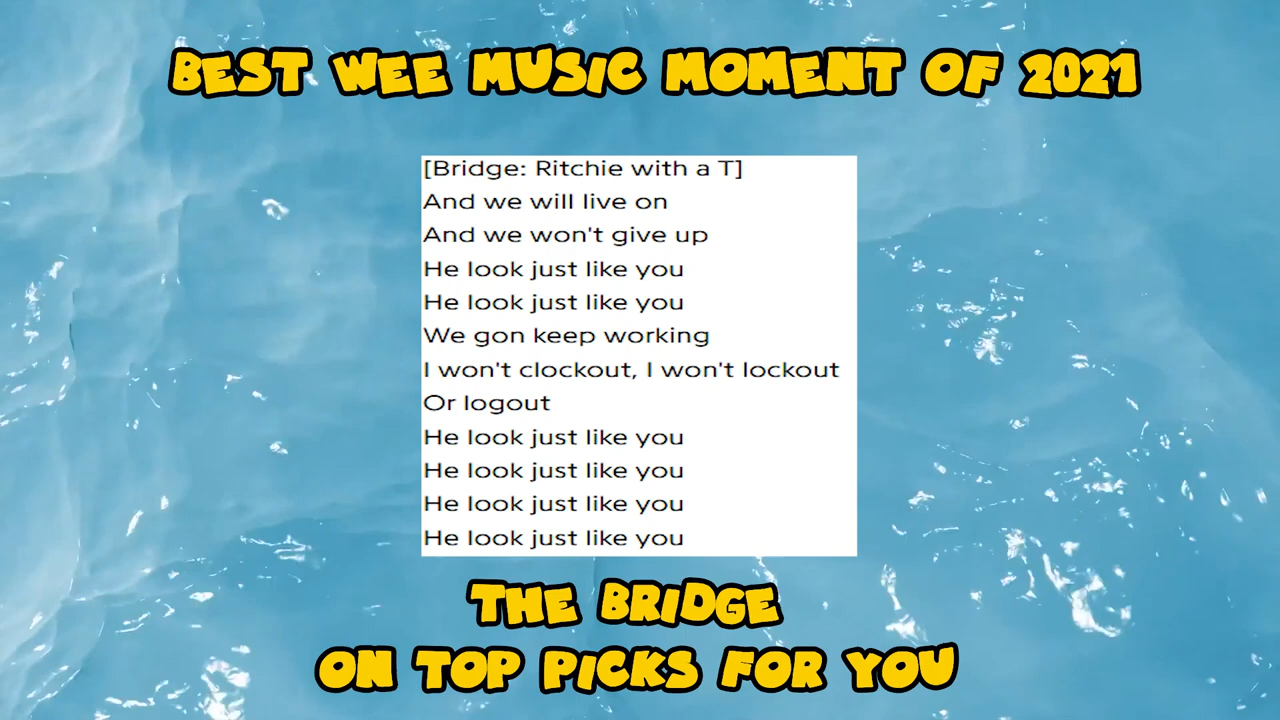 BEST WEE MUSIC MOMENT OF 2021
[Bridge: Ritchie with a T]
And we will live on
And we won't give up
He look just like you
He look just like you
We gon keep working
I won't clockout, I won't lockout
Or logout
He look just like you
He look just like you
He look just like you
He look just like you
THE BRIDGE
ON TOP PICKS FOR YOU